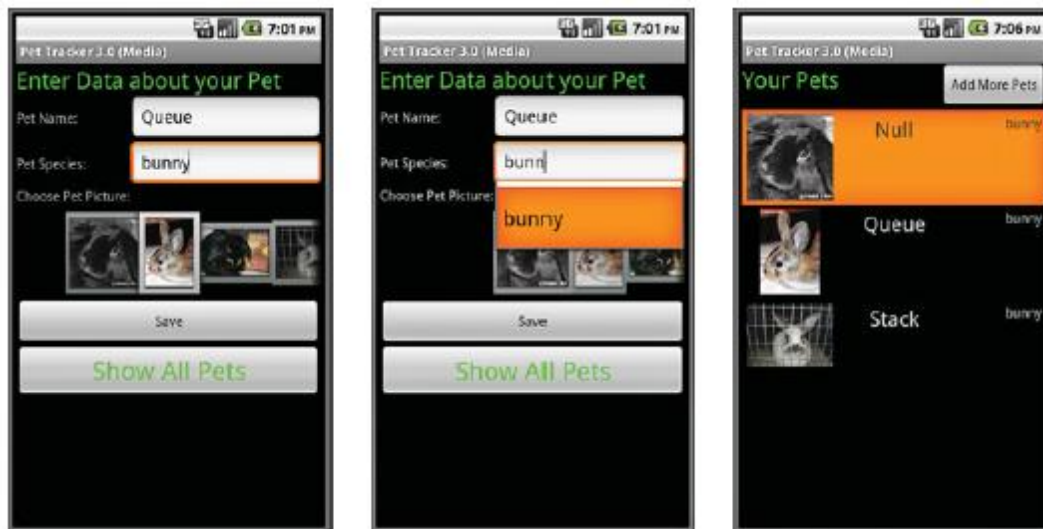 7:01 PM
Pet Tracker 3.0 (Media)
Enter Data about your Pet
Pet Name:
Queue
Pet Species:
bunny
Choose Pet Picture:
Save
Show All Pets
7:01 PM
Pet Tracker 3.0 (Media)
Enter Data about your Pet
Pet Name:
Queue
Pet Species:
bunn
Choose Pet Picture:
bunny
Save
Show All Pets
7:06 PM
Pet Tracker 3.0 (Media)
Your Pets
Add More Pets
Null
bunny
Queue
bunny
Stack
bunny